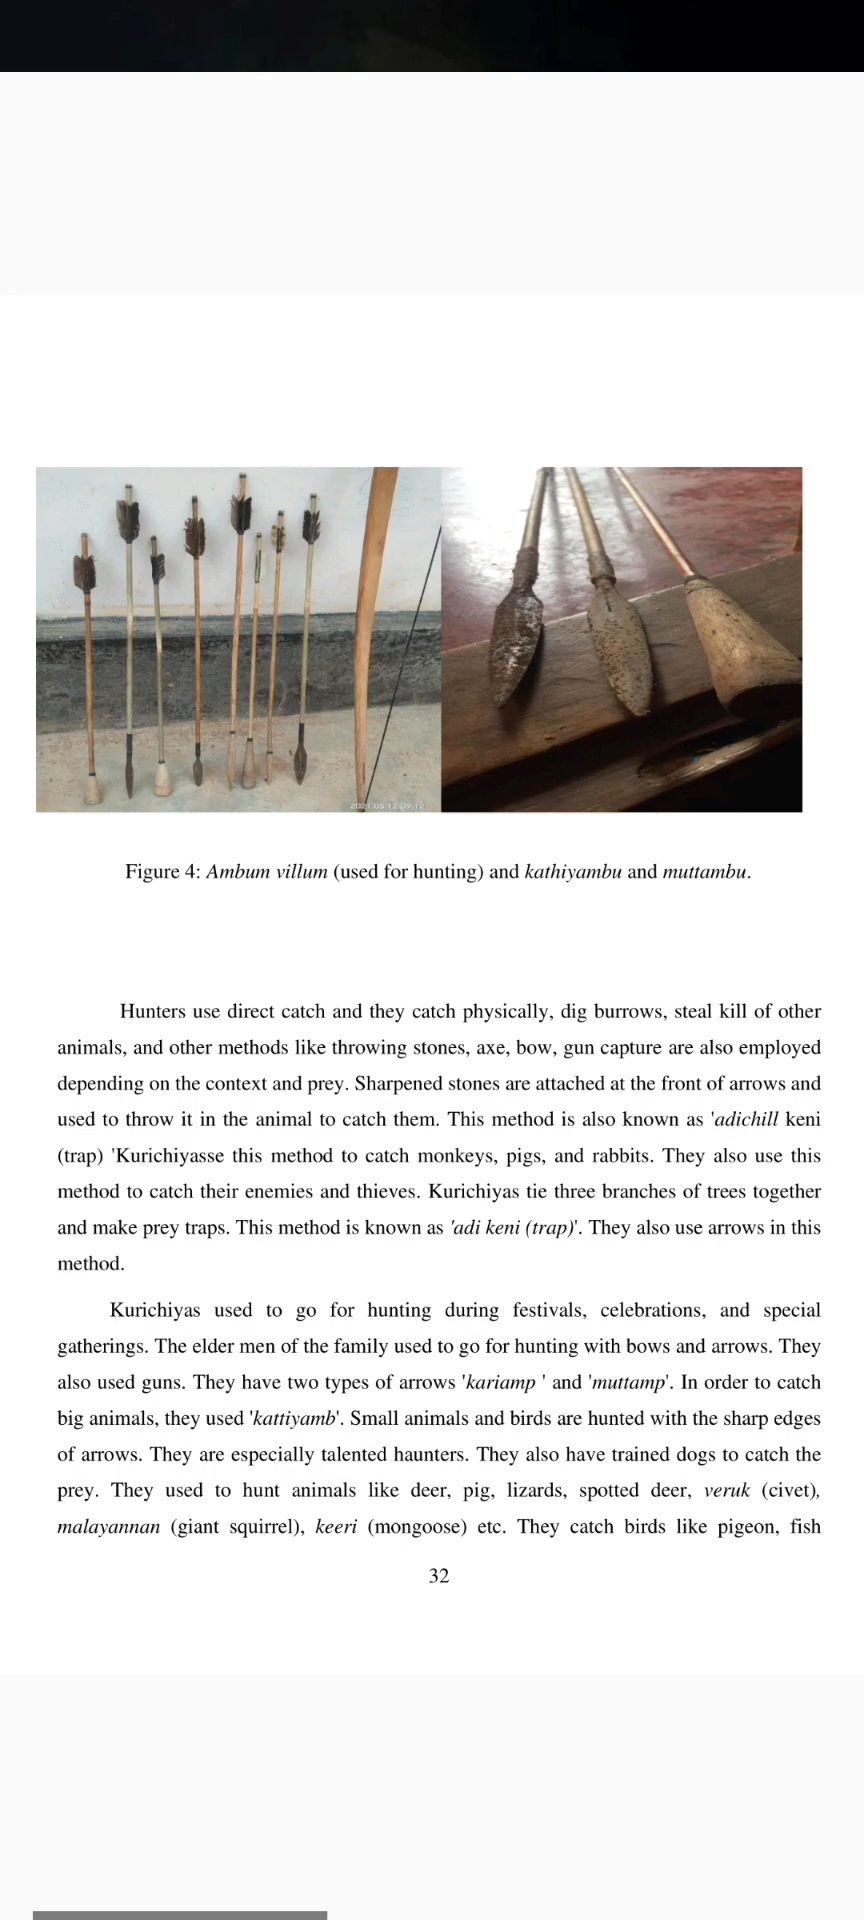 2021.05.12 09:12
Figure 4: Ambum villum (used for hunting) and kathiyambu and muttambu.
Hunters use direct catch and they catch physically, dig burrows, steal kill of other
animals, and other methods like throwing stones, axe, bow, gun capture are also employed
depending on the context and prey. Sharpened stones are attached at the front of arrows and
used to throw it in the animal to catch them. This method is also known as 'adichill keni
(trap) 'Kurichiyasse this method to catch monkeys, pigs, and rabbits. They also use this
method to catch their enemies and thieves. Kurichiyas tie three branches of trees together
and make prey traps. This method is known as 'adi keni (trap)'. They also use arrows in this
method.
Kurichiyas used to go for hunting during festivals, celebrations, and special
gatherings. The elder men of the family used to go for hunting with bows and arrows. They
also used guns. They have two types of arrows 'kariamp ' and 'muttamp'. In order to catch
big animals, they used 'kattiyamb'. Small animals and birds are hunted with the sharp edges
of arrows. They are especially talented haunters. They also have trained dogs to catch the
prey. They used to hunt animals like deer, pig, lizards, spotted deer, veruk (civet),
malayannan (giant squirrel), keeri (mongoose) etc. They catch birds like pigeon, fish
32